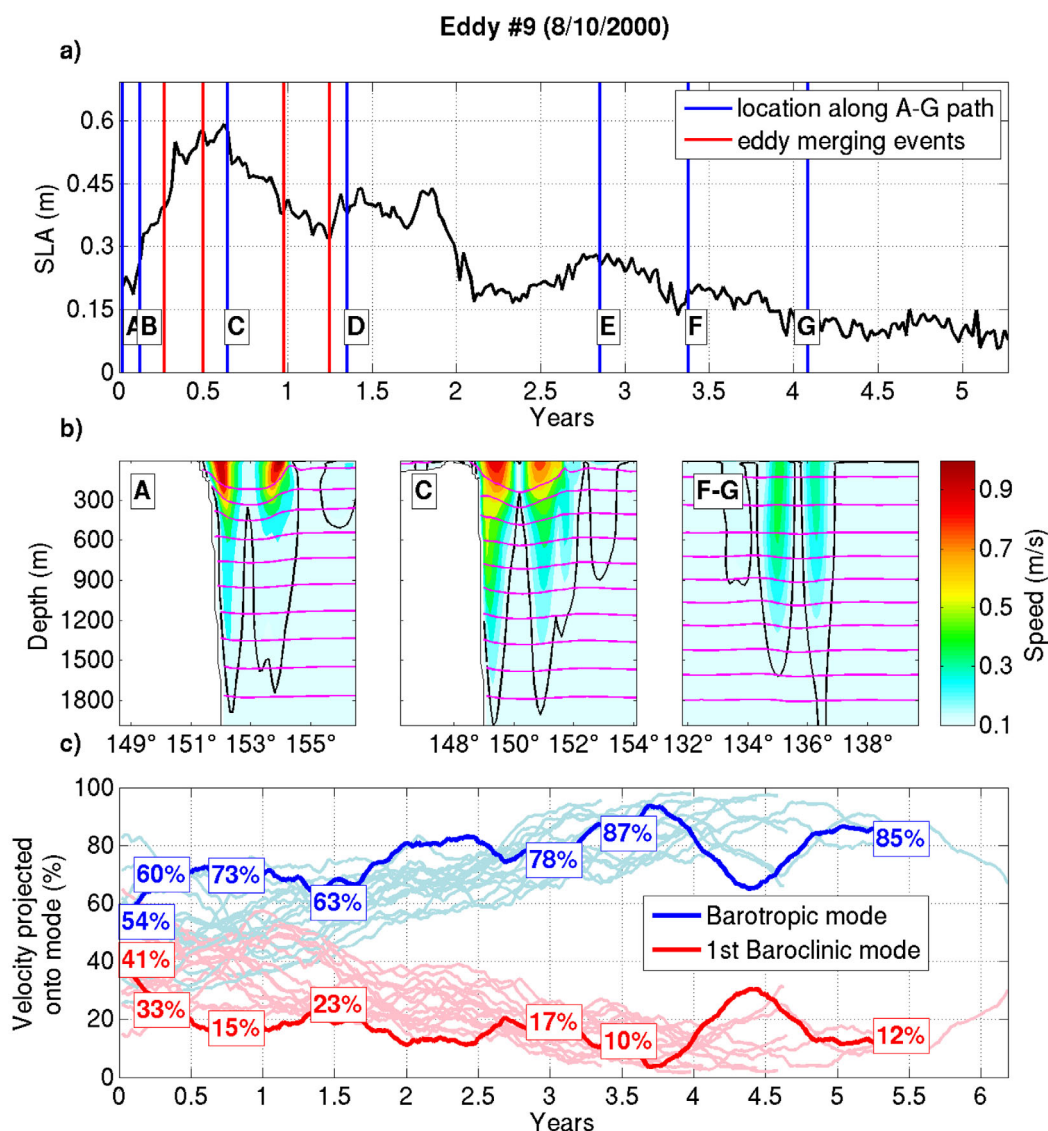 Eddy #9 (8/10/2000)
a)
SLA (m)
0.6
0.45
0.3
0.15
0
location along A-G path
eddy merging events
A B C D E F G
0 0.5 1 1.5 2 2.5 3 3.5 4 4.5 5
Years
b)
Depth (m)
300
600
900
1200
1500
1800
A C F-G
149° 151° 153° 155°
148° 150° 152° 154°
132° 134° 136° 138°
0.9
0.7
0.5
0.3
0.1
Speed (m/s)
c)
Velocity projected
onto mode (%)
100
80
60
40
20
0
60% 73% 63% 78% 87% 85%
54%
41%
33% 15% 23% 17% 10% 12%
Barotropic mode
1st Baroclinic mode
0 0.5 1 1.5 2 2.5 3 3.5 4 4.5 5 5.5 6
Years